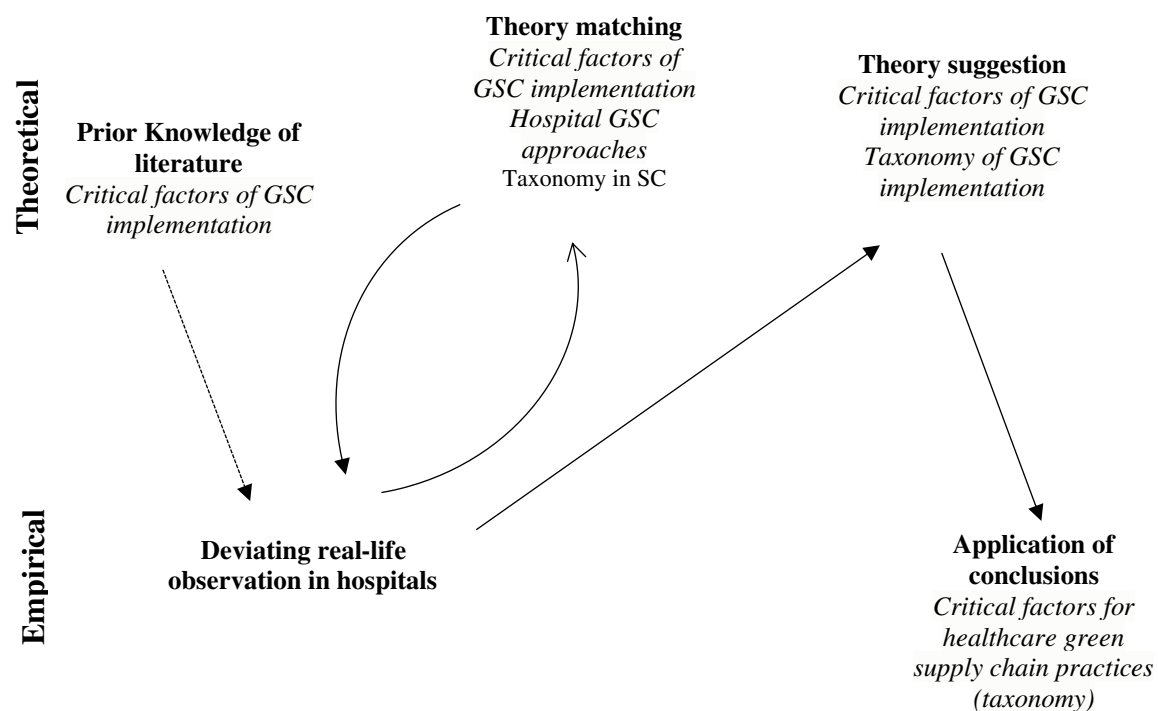 Theoretical
Prior Knowledge of
literature
Critical factors of GSC
implementation
Theory matching
Critical factors of
GSC implementation
Hospital GSC
approaches
Taxonomy in SC
Theory suggestion
Critical factors of GSC
implementation
Taxonomy of GSC
implementation
Empirical
Deviating real-life
observation in hospitals
Application of
conclusions
Critical factors for
healthcare green
supply chain practices
(taxonomy)